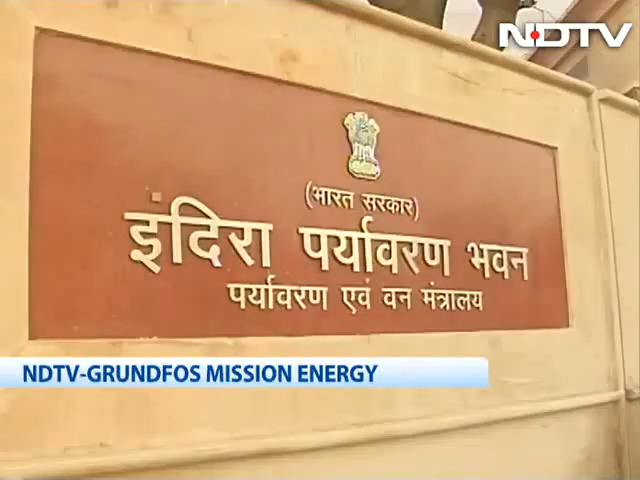 NDTV
(भारत सरकार)
इंदिरा पर्यावरण भवन
पर्यावरण एवं वन मंत्रालय
NDTV-GRUNDFOS MISSION ENERGY